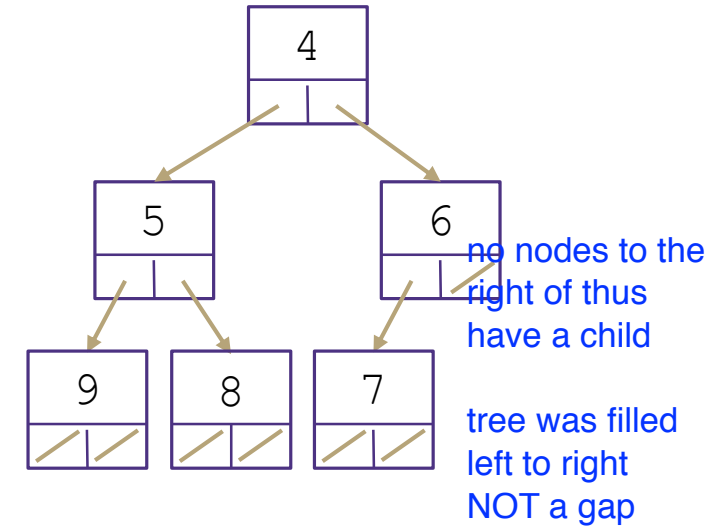 4
5
6
no nodes to the
right of thus
have a child
9
8
7
tree was filled
left to right
NOT a gap